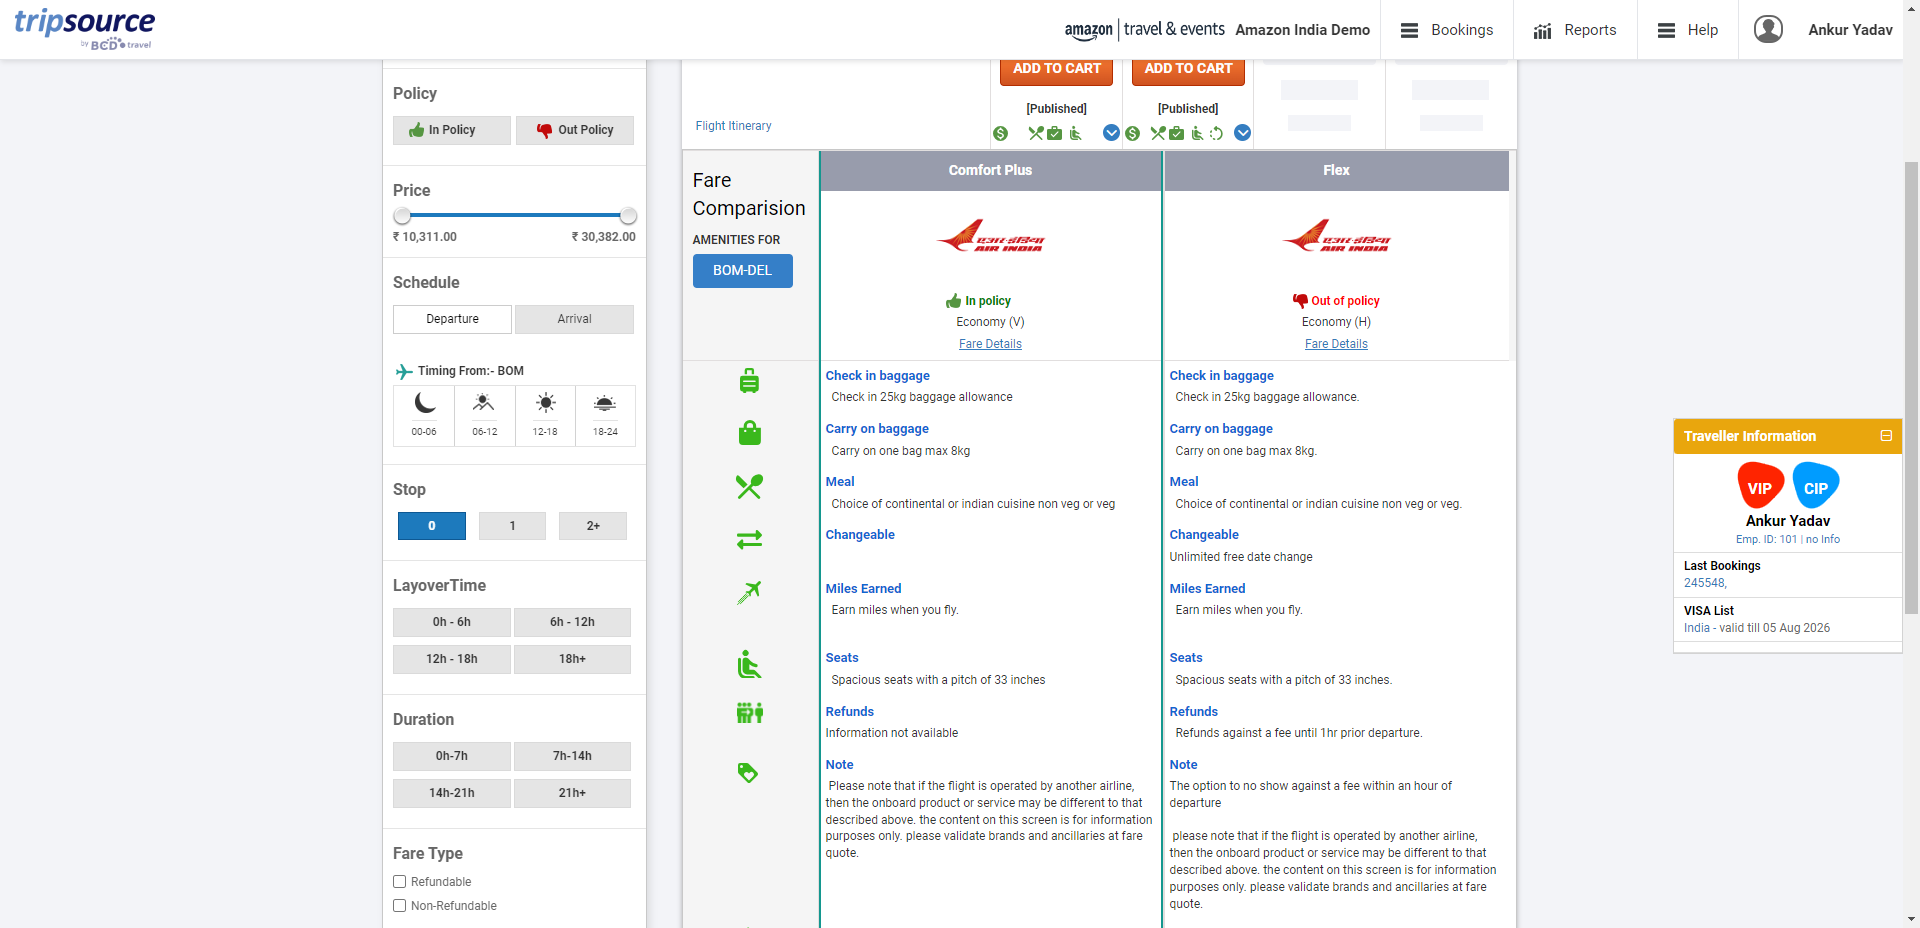 tripsource
by BCD travel
amazon | travel & events
Amazon India Demo
Bookings
Reports
Help
Ankur Yadav
Policy
In Policy
Out Policy
Price
₹ 10,311.00
₹ 30,382.00
Schedule
Departure
Arrival
Timing From:- BOM
00-06
06-12
12-18
18-24
Stop
0
1
2+
LayoverTime
0h - 6h
6h - 12h
12h - 18h
18h+
Duration
0h-7h
7h-14h
14h-21h
21h+
Fare Type
Refundable
Non-Refundable
ADD TO CART
ADD TO CART
[Published]
[Published]
Flight Itinerary
Fare
Comparision
AMENITIES FOR
BOM-DEL
Comfort Plus
एअर-इंडिया
AIR INDIA
In policy
Economy (V)
Fare Details
Check in baggage
Check in 25kg baggage allowance
Carry on baggage
Carry on one bag max 8kg
Meal
Choice of continental or indian cuisine non veg or veg
Changeable
Miles Earned
Earn miles when you fly.
Seats
Spacious seats with a pitch of 33 inches
Refunds
Information not available
Note
Please note that if the flight is operated by another airline,
then the onboard product or service may be different to that
described above. the content on this screen is for information
purposes only. please validate brands and ancillaries at fare
quote.
Flex
एअर-इंडिया
AIR INDIA
Out of policy
Economy (H)
Fare Details
Check in baggage
Check in 25kg baggage allowance.
Carry on baggage
Carry on one bag max 8kg.
Meal
Choice of continental or indian cuisine non veg or veg.
Changeable
Unlimited free date change
Miles Earned
Earn miles when you fly.
Seats
Spacious seats with a pitch of 33 inches.
Refunds
Refunds against a fee until 1hr prior departure.
Note
The option to no show against a fee within an hour of
departure
please note that if the flight is operated by another airline,
then the onboard product or service may be different to that
described above. the content on this screen is for information
purposes only. please validate brands and ancillaries at fare
quote.
Traveller Information
VIP
CIP
Ankur Yadav
Emp. ID: 101 | no Info
Last Bookings
245548,
VISA List
India - valid till 05 Aug 2026